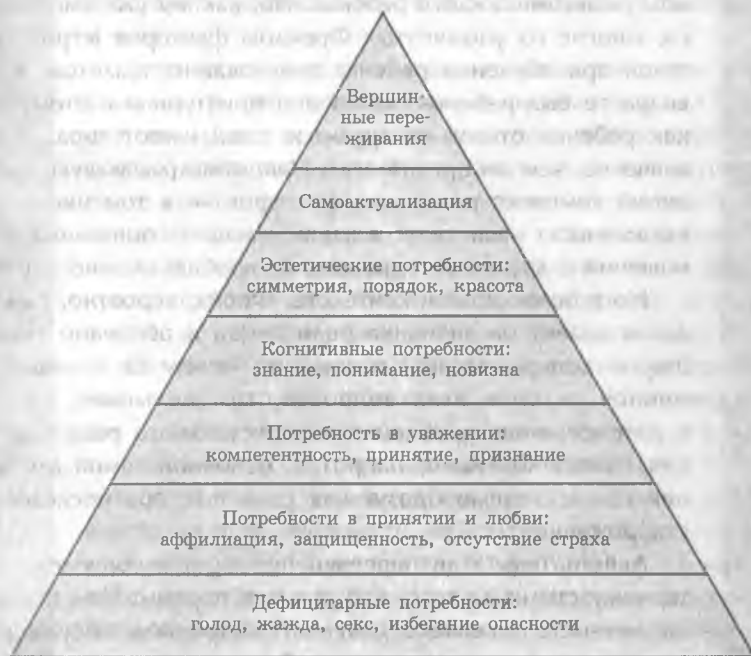 Вершин-
ные пере-
живания
Самоактуализация
Эстетические потребности:
симметрия, порядок, красота
Когнитивные потребности:
знание, понимание, новизна
Потребность в уважении:
компетентность, принятие, признание
Потребности в принятии и любви:
аффилиация, защищенность, отсутствие страха
Дефицитарные потребности:
голод, жажда, секс, избегание опасности